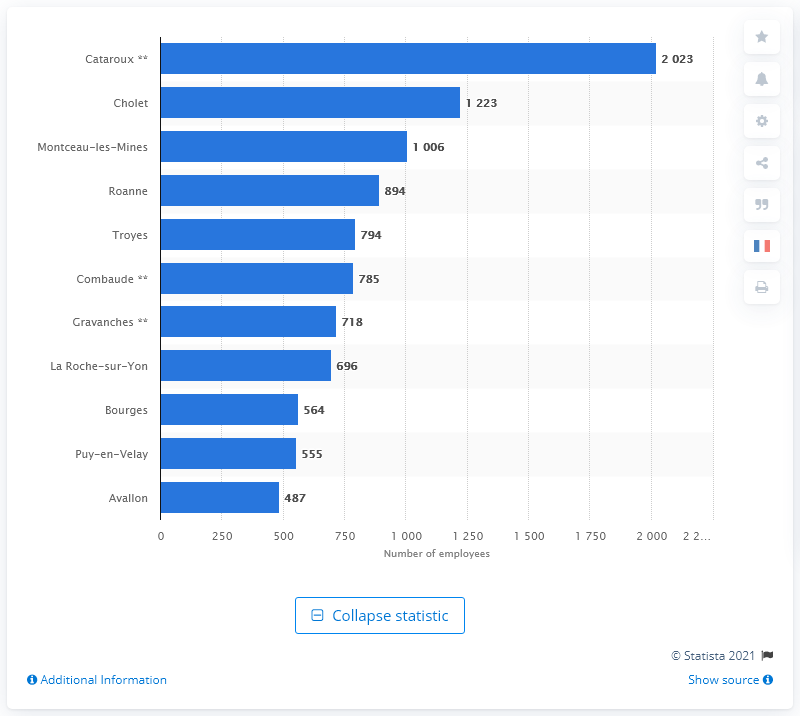 Cataroux ** 2 023
Cholet 1 223
Montceau-les-Mines 1 006
Roanne 894
Troyes 794
Combaude ** 785
Gravanches ** 718
La Roche-sur-Yon 696
Bourges 564
Puy-en-Velay 555
Avallon 487
0 250 500 750 1 000 1 250 1 500 1 750 2 000 2 2...
Number of employees
Collapse statistic
© Statista 2021
Additional Information Show source